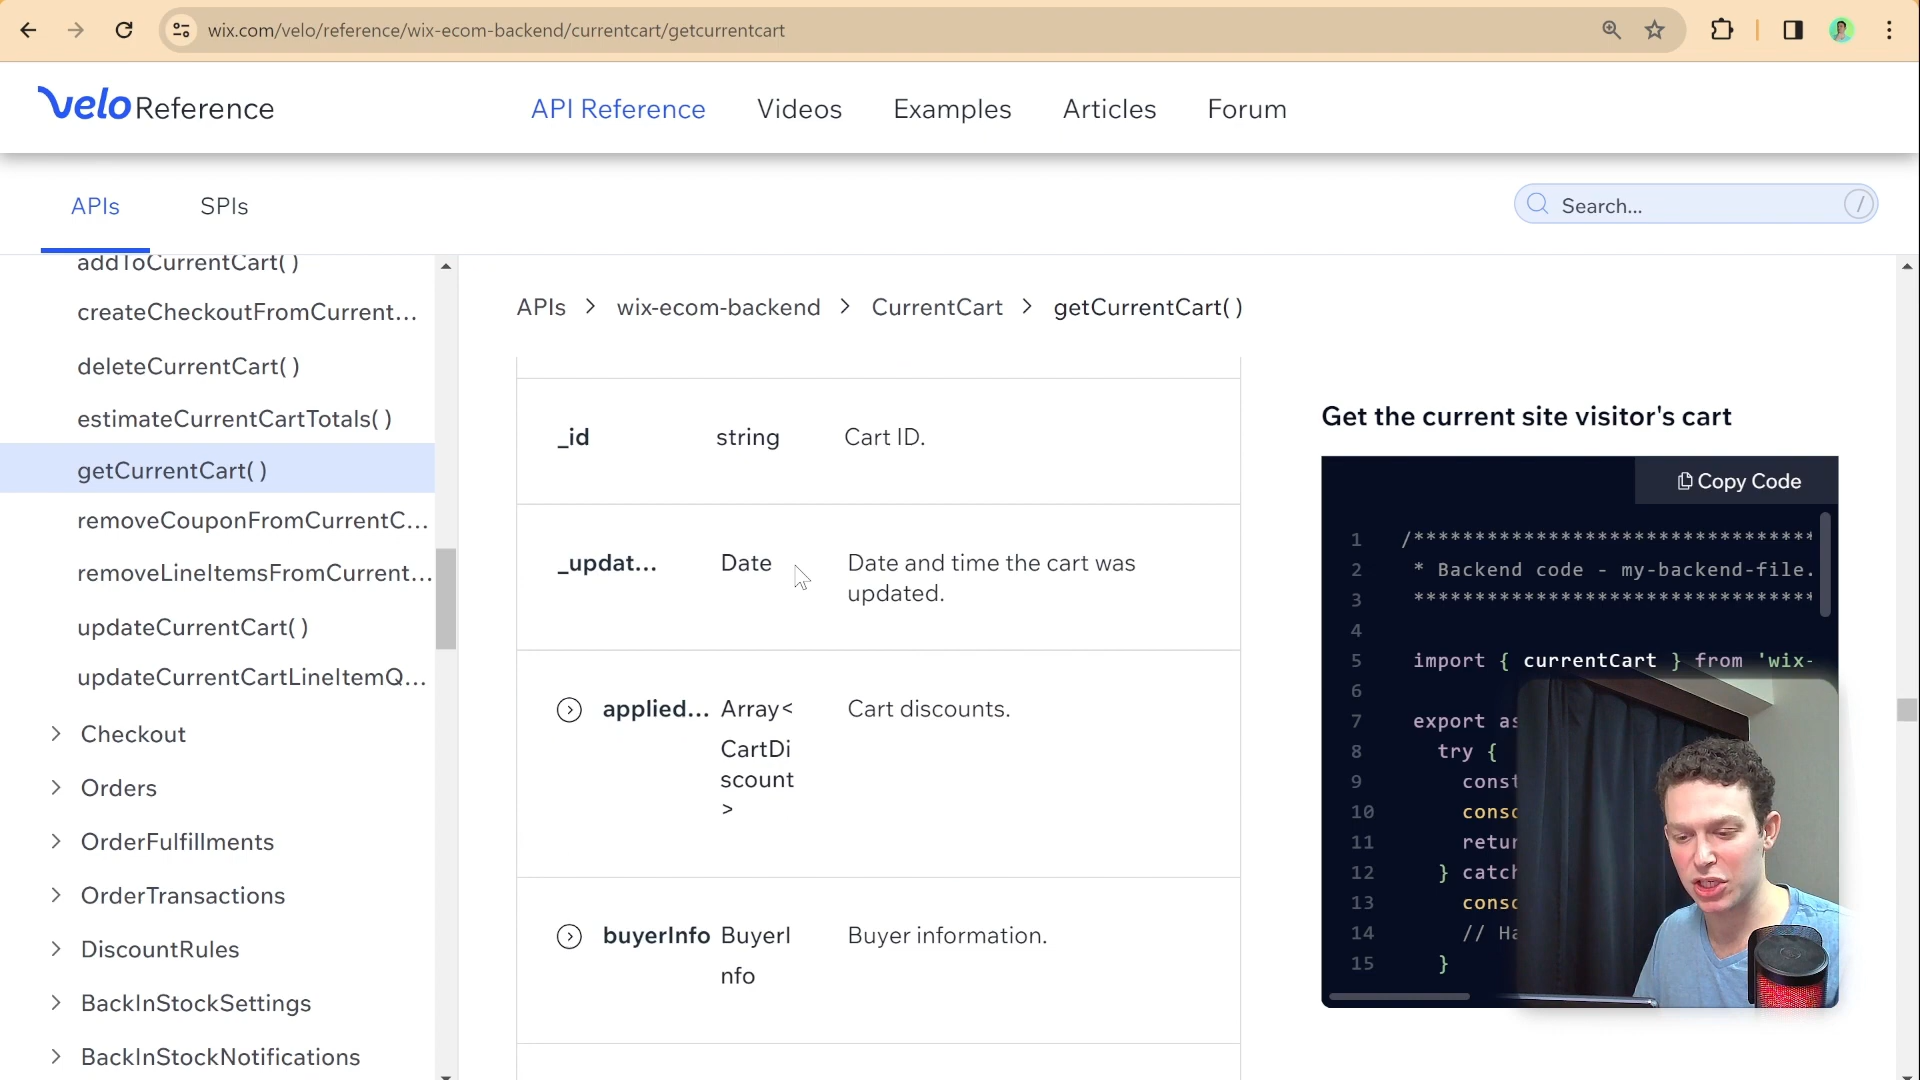 wix.com/velo/reference/wix-ecom-backend/currentcart/getcurrentcart
velo Reference
API Reference
Videos
Examples
Articles
Forum
APIs
SPIs
Search...
/
addToCurrentCart( )
createCheckoutFromCurrent...
deleteCurrentCart( )
estimateCurrentCartTotals( )
getCurrentCart( )
removeCouponFromCurrentC...
removeLineItemsFromCurrent...
updateCurrentCart( )
updateCurrentCartLineItemQ...
Checkout
Orders
OrderFulfillments
OrderTransactions
DiscountRules
BackInStockSettings
BackInStockNotifications
APIs > wix-ecom-backend > CurrentCart > getCurrentCart( )
_id
string
Cart ID.
_updat...
Date
Date and time the cart was
updated.
applied...
Array<
CartDi
scount
>
Cart discounts.
buyerInfo
BuyerI
nfo
Buyer information.
Get the current site visitor's cart
Copy Code
1 /*********************************
2 * Backend code - my-backend-file.
3 *********************************
4
5 import { currentCart } from 'wix-
6
7 export as
8 try {
9 const
10 conso
11 retur
12 } catch
13 conso
14 // Ha
15 }